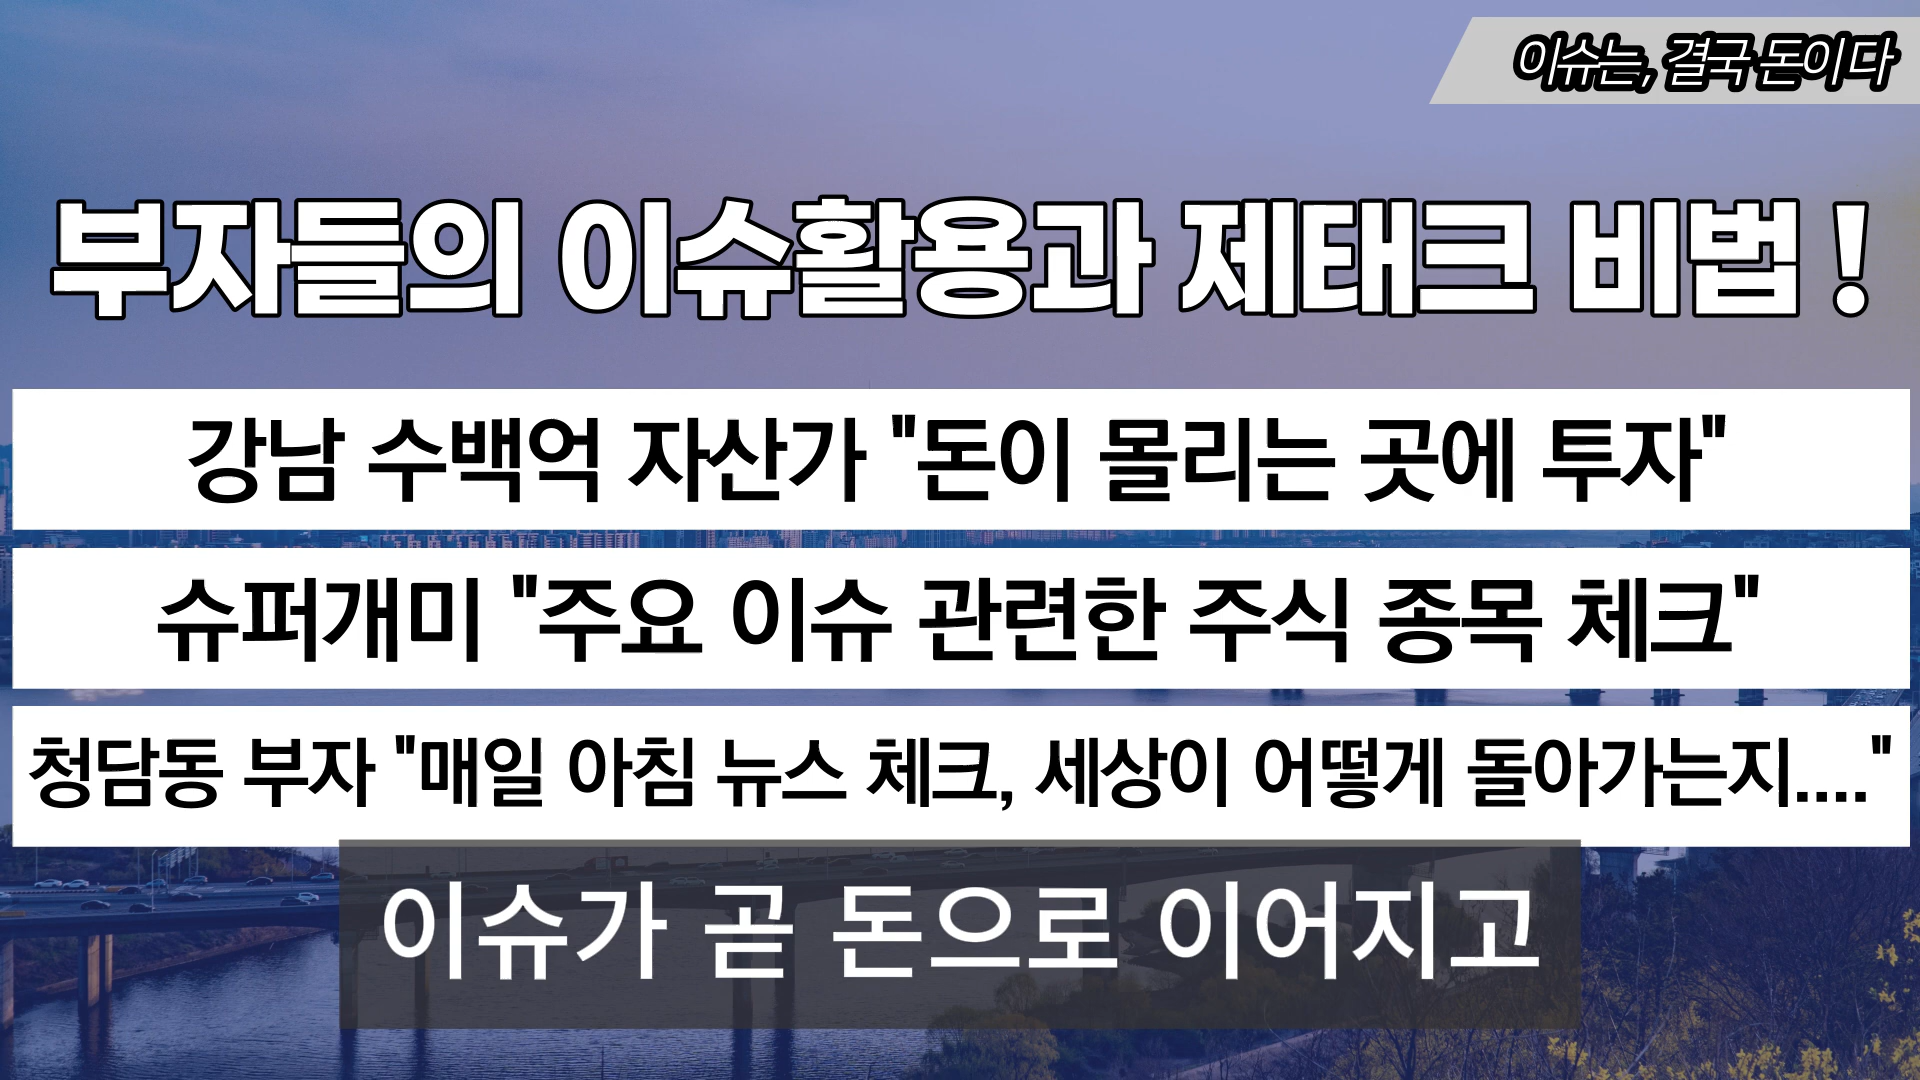 이슈는, 결국 돈이다
부자들의 이슈활용과 제태크 비법 !
강남 수백억 자산가 "돈이 몰리는 곳에 투자"
슈퍼개미 "주요 이슈 관련한 주식 종목 체크"
청담동 부자 "매일 아침 뉴스 체크, 세상이 어떻게 돌아가는지...."
이슈가 곧 돈으로 이어지고